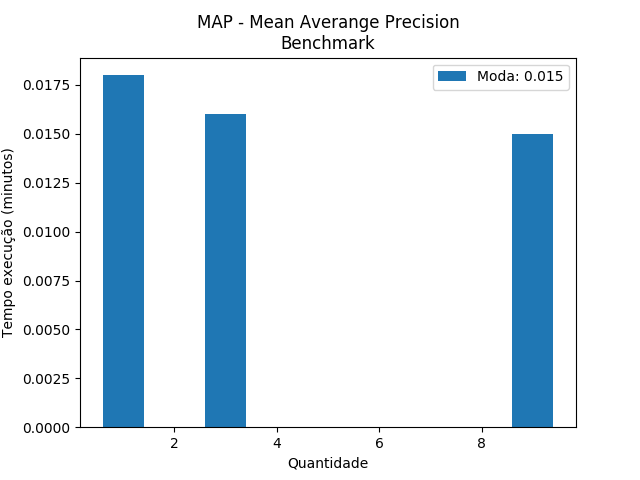 MAP - Mean Averange Precision
Benchmark
Moda: 0.015
Tempo execução (minutos)
0.0175
0.0150
0.0125
0.0100
0.0075
0.0050
0.0025
0.0000
2 4 6 8
Quantidade